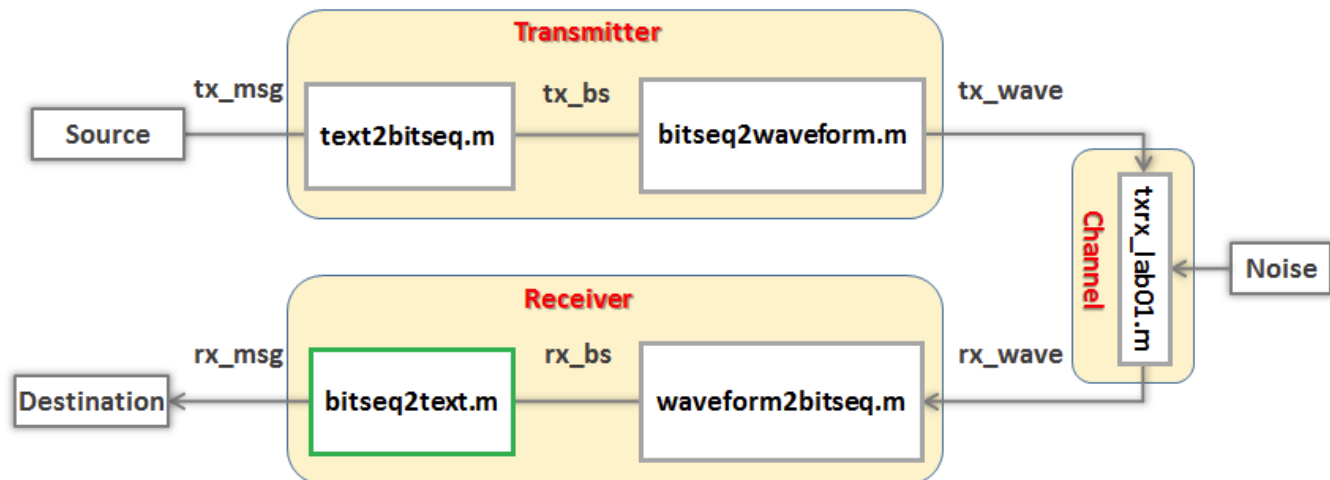 Transmitter
tx_msg
tx_bs
tx_wave
Source
text2bitseq.m
bitseq2waveform.m
Channel
txrx_lab01.m
Noise
Receiver
rx_msg
rx_bs
rx_wave
Destination
bitseq2text.m
waveform2bitseq.m